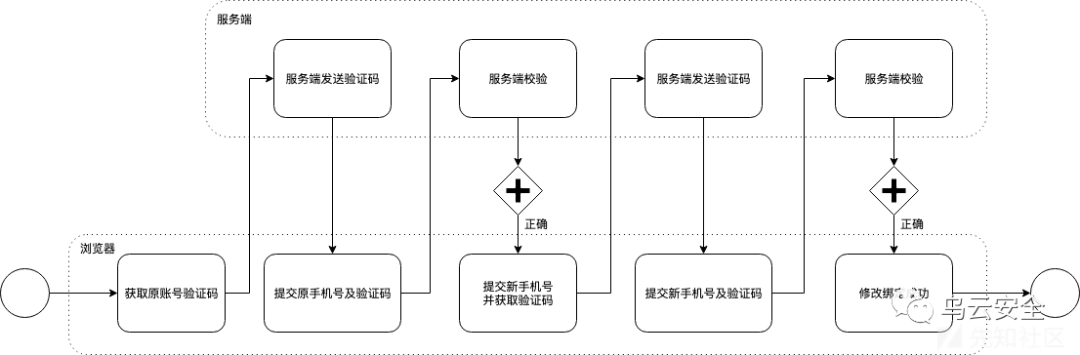 服务端
服务端发送验证码
服务端校验
服务端发送验证码
服务端校验
正确
正确
浏览器
获取原账号验证码
提交原手机号及验证码
提交新手机号
并获取验证码
提交新手机号及验证码
修改绑定成功
乌云安全
先知社区